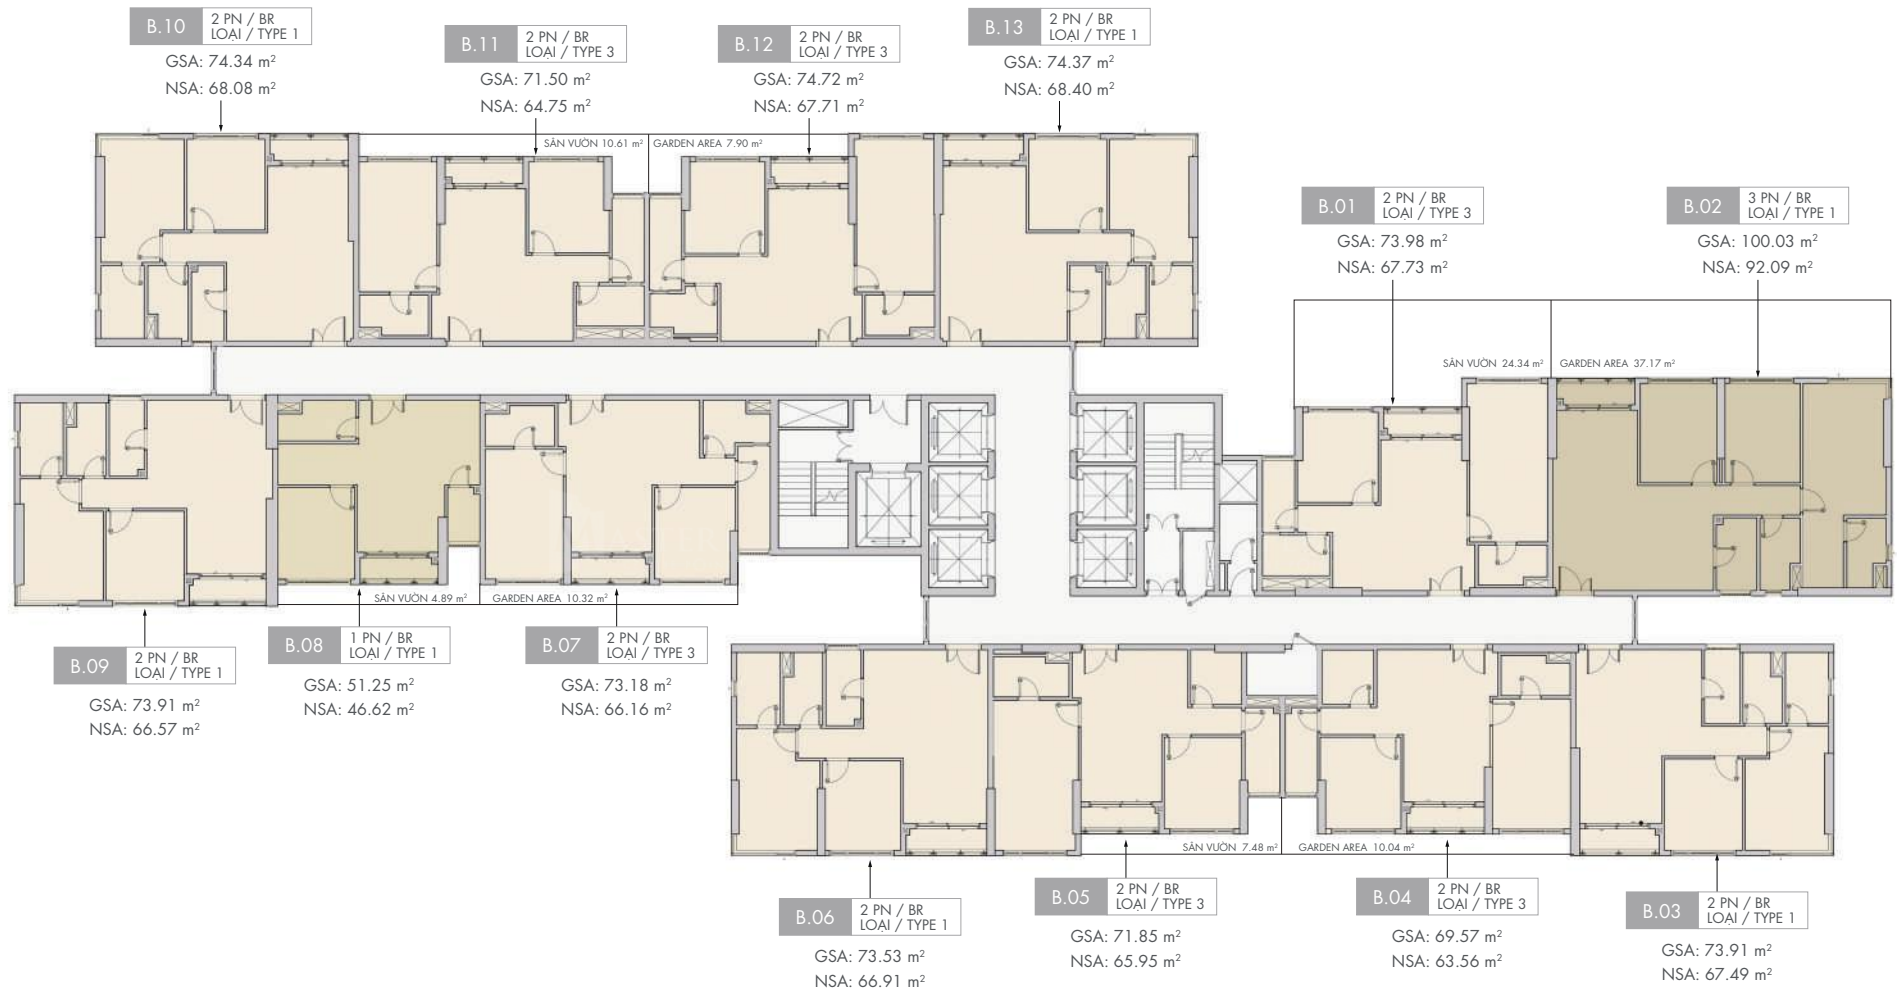 B.10
2 PN / BR
LOẠI / TYPE 1
GSA: 74.34 m²
NSA: 68.08 m²
B.11
2 PN / BR
LOẠI / TYPE 3
GSA: 71.50 m²
NSA: 64.75 m²
B.12
2 PN / BR
LOẠI / TYPE 3
GSA: 74.72 m²
NSA: 67.71 m²
B.13
2 PN / BR
LOẠI / TYPE 1
GSA: 74.37 m²
NSA: 68.40 m²
SÂN VƯỜN 10.61 m²
GARDEN AREA 7.90 m²
B.01
2 PN / BR
LOẠI / TYPE 3
GSA: 73.98 m²
NSA: 67.73 m²
B.02
3 PN / BR
LOẠI / TYPE 1
GSA: 100.03 m²
NSA: 92.09 m²
SÂN VƯỜN 24.34 m²
GARDEN AREA 37.17 m²
SÂN VƯỜN 4.89 m²
GARDEN AREA 10.32 m²
B.09
2 PN / BR
LOẠI / TYPE 1
GSA: 73.91 m²
NSA: 66.57 m²
B.08
1 PN / BR
LOẠI / TYPE 1
GSA: 51.25 m²
NSA: 46.62 m²
B.07
2 PN / BR
LOẠI / TYPE 3
GSA: 73.18 m²
NSA: 66.16 m²
SÂN VƯỜN 7.48 m²
GARDEN AREA 10.04 m²
B.06
2 PN / BR
LOẠI / TYPE 1
GSA: 73.53 m²
NSA: 66.91 m²
B.05
2 PN / BR
LOẠI / TYPE 3
GSA: 71.85 m²
NSA: 65.95 m²
B.04
2 PN / BR
LOẠI / TYPE 3
GSA: 69.57 m²
NSA: 63.56 m²
B.03
2 PN / BR
LOẠI / TYPE 1
GSA: 73.91 m²
NSA: 67.49 m²